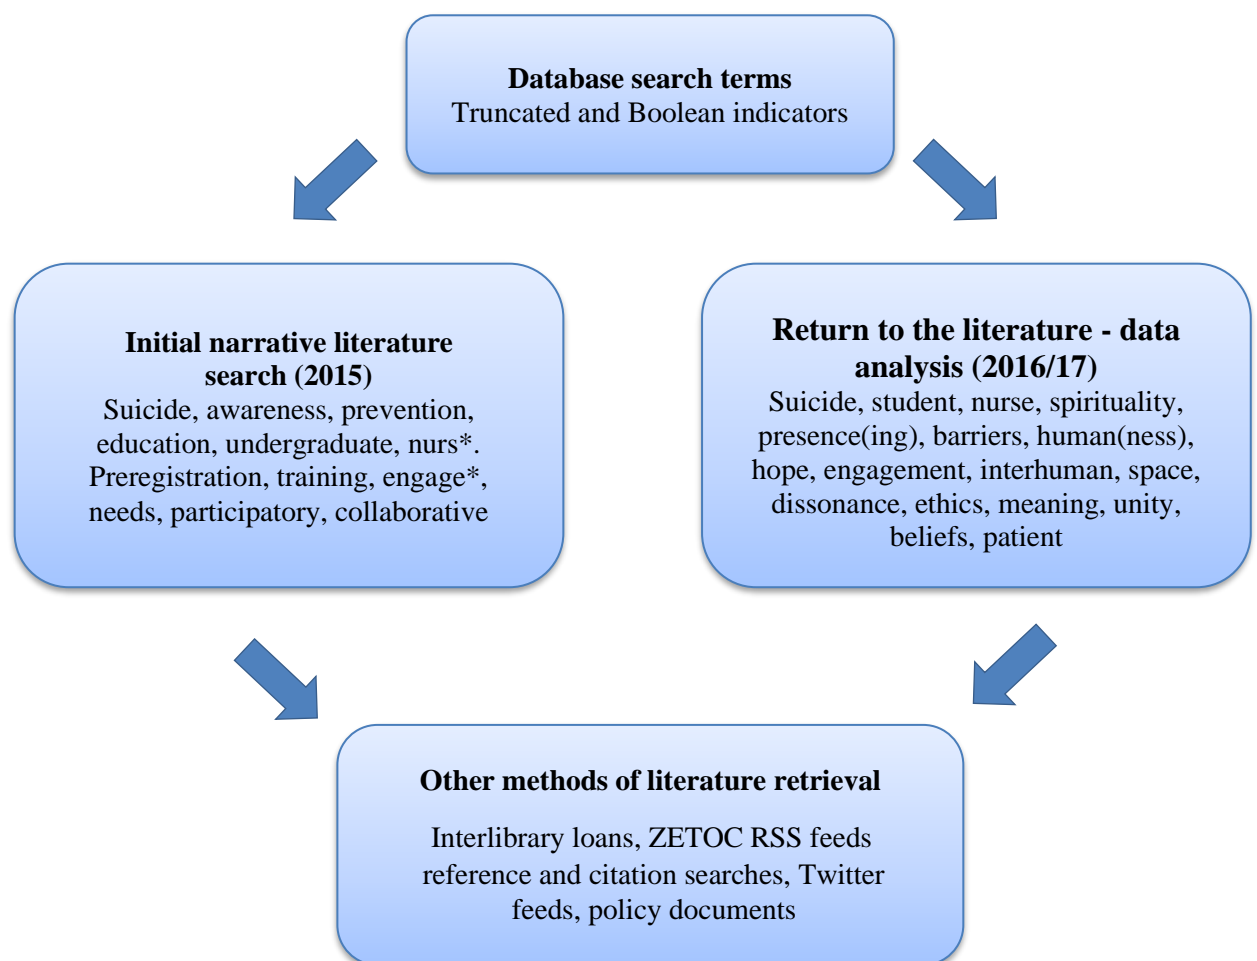 Database search terms
Truncated and Boolean indicators
Initial narrative literature
search (2015)
Suicide, awareness, prevention,
education, undergraduate, nurs*.
Preregistration, training, engage*,
needs, participatory, collaborative
Return to the literature - data
analysis (2016/17)
Suicide, student, nurse, spirituality,
presence(ing), barriers, human(ness),
hope, engagement, interhuman, space,
dissonance, ethics, meaning, unity,
beliefs, patient
Other methods of literature retrieval
Interlibrary loans, ZETOC RSS feeds
reference and citation searches, Twitter
feeds, policy documents